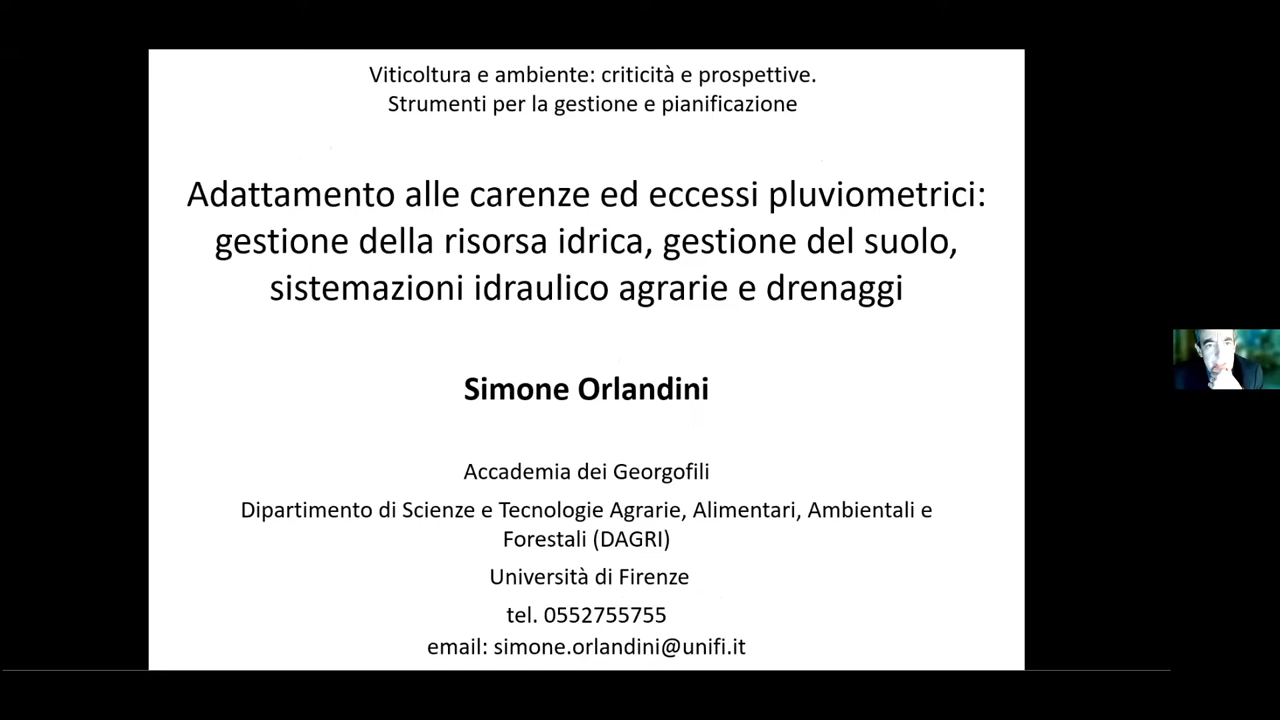 Viticoltura e ambiente: criticità e prospettive.
Strumenti per la gestione e pianificazione
Adattamento alle carenze ed eccessi pluviometrici:
gestione della risorsa idrica, gestione del suolo,
sistemazioni idraulico agrarie e drenaggi
Simone Orlandini
Accademia dei Georgofili
Dipartimento di Scienze e Tecnologie Agrarie, Alimentari, Ambientali e
Forestali (DAGRI)
Università di Firenze
tel. 0552755755
email: simone.orlandini@unifi.it